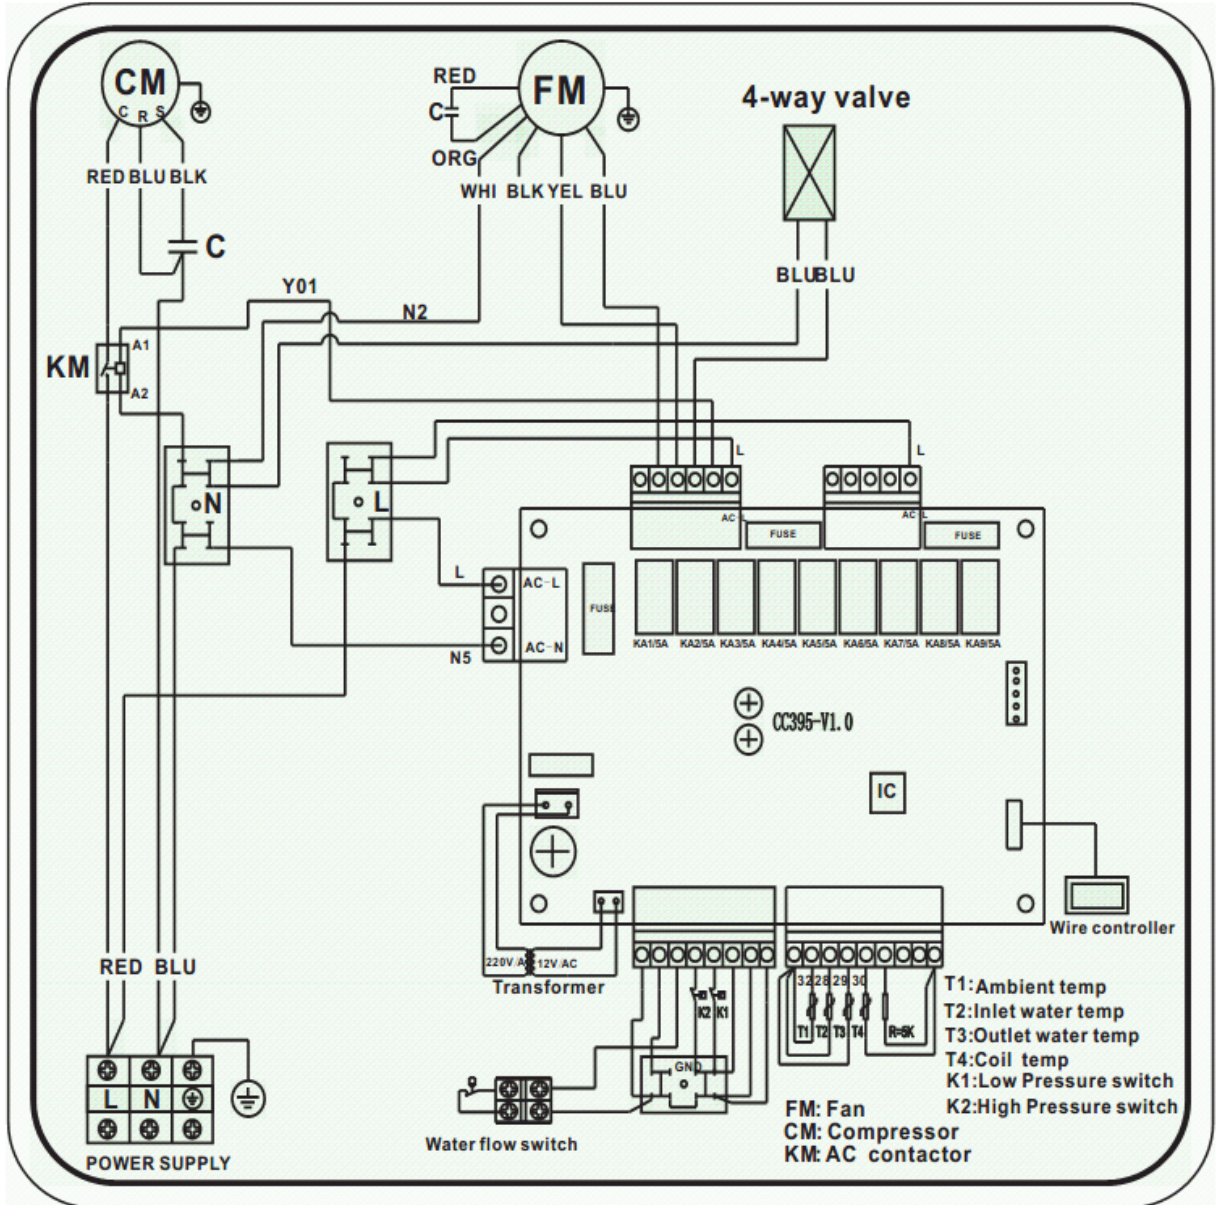 CM
C R S
RED BLU BLK
C
RED
C
ORG
FM
WHI BLK YEL BLU
4-way valve
BLU BLU
Y01
N2
KM
A1
A2
N
L
L
L
AC-L
FUSE
AC-L
FUSE
L
AC-L
FUSE
N5
AC-N
KA1/5A KA2/5A KA3/5A KA4/5A KA5/5A KA6/5A KA7/5A KA8/5A KA9/5A
CC395-V1.0
IC
Wire controller
220V/A
12V/AC
Transformer
K2 K1
32 28 29 30
T1 T2 T3 T4 R=5K
GND
Water flow switch
RED BLU
L N
POWER SUPPLY
T1:Ambient temp
T2:Inlet water temp
T3:Outlet water temp
T4:Coil temp
K1:Low Pressure switch
K2:High Pressure switch
FM: Fan
CM: Compressor
KM: AC contactor